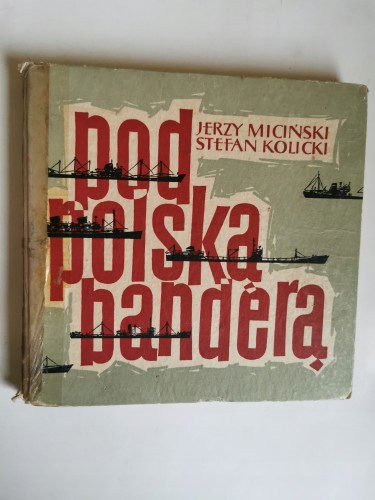 JERZY MICIŃSKI
STEFAN KOLICKI
pod
polską
banderą